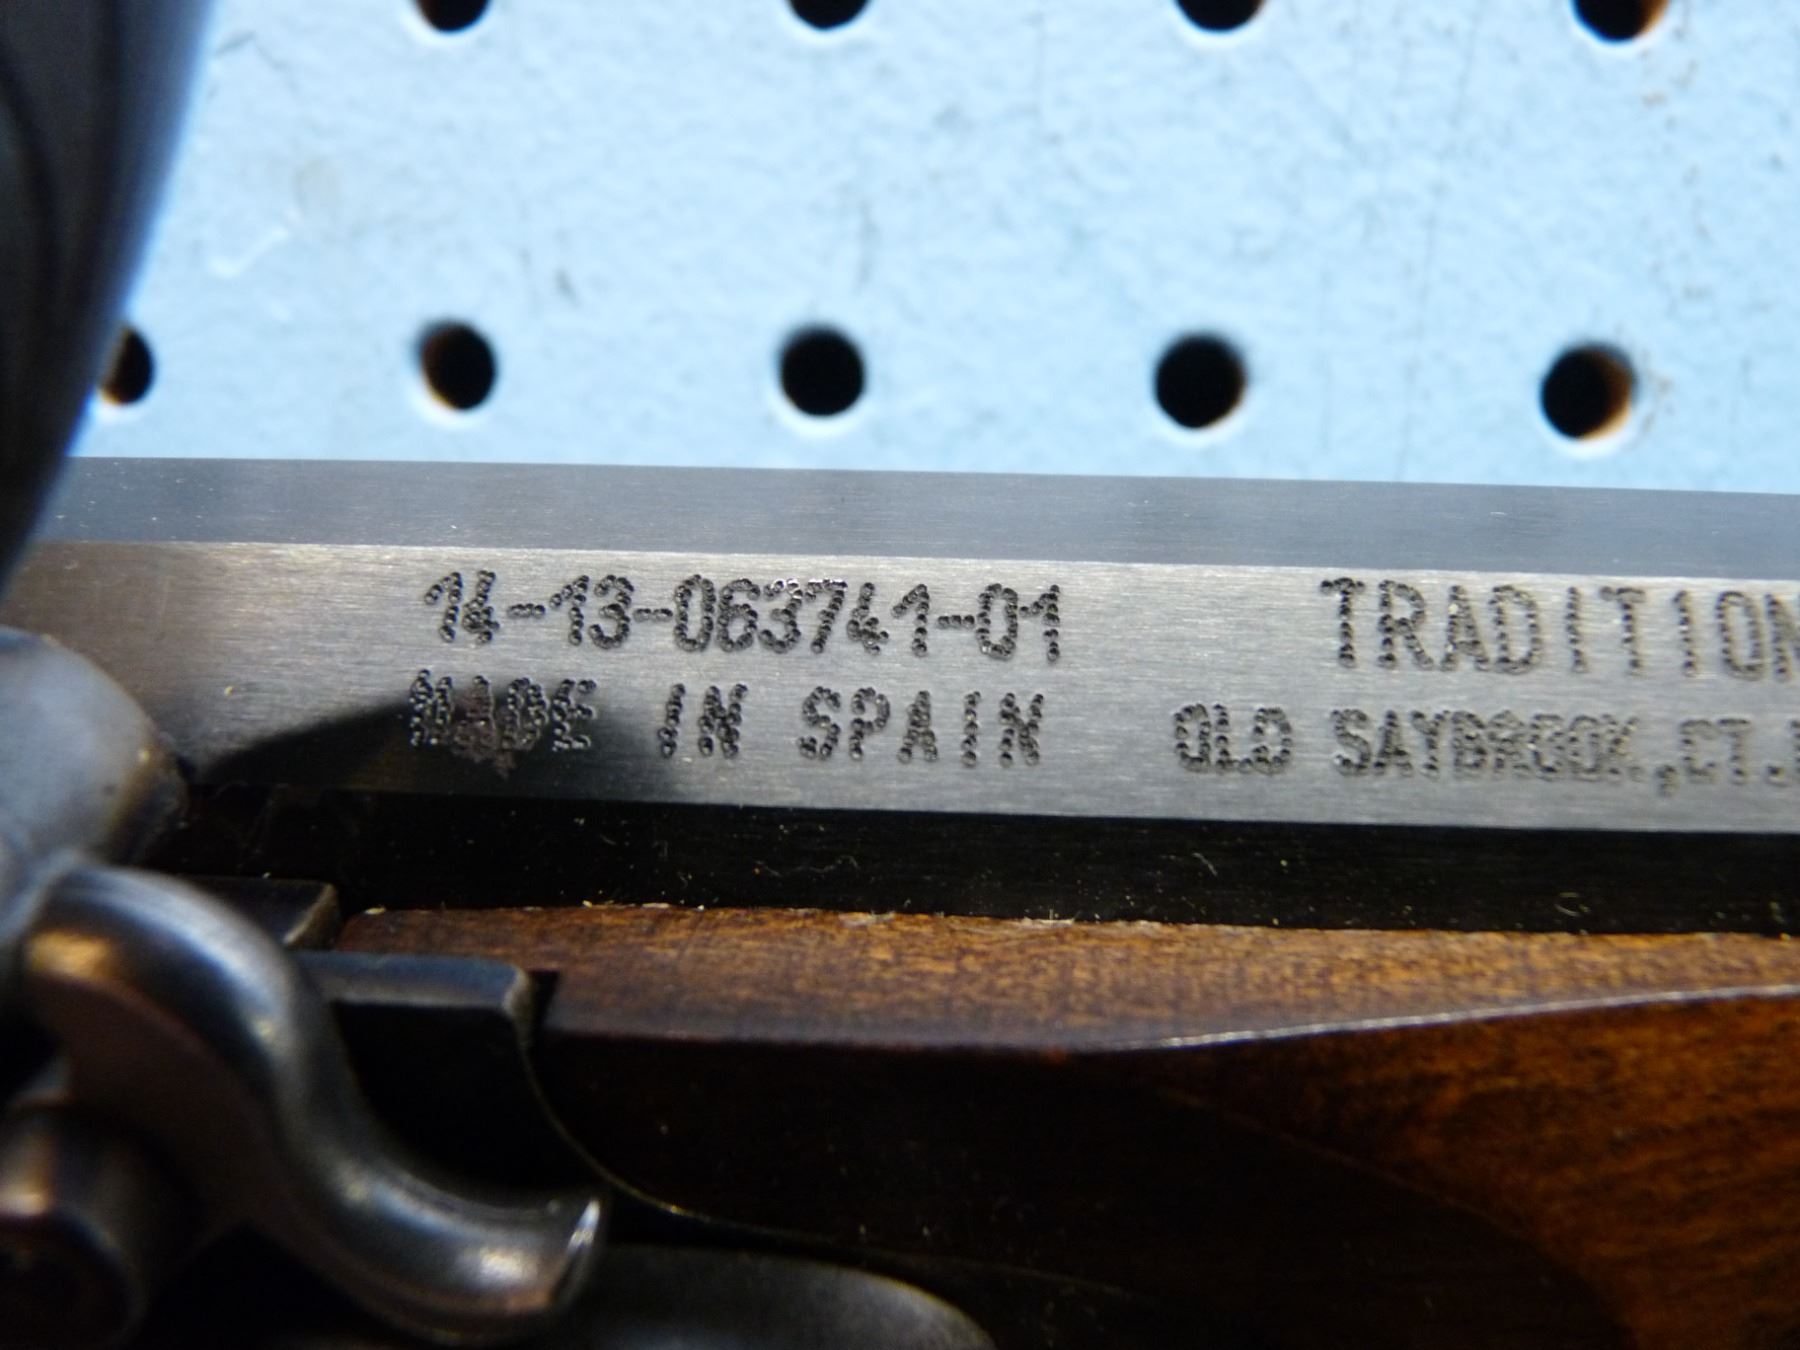 14-13-063741-01 TRADITION
MADE IN SPAIN OLD SAYBROOK,CT.